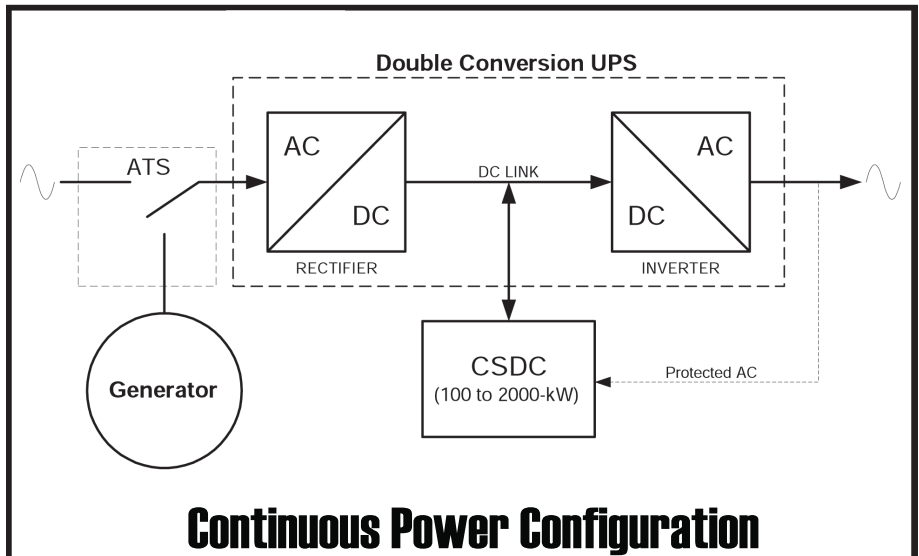 Double Conversion UPS
ATS
AC
DC
RECTIFIER
DC LINK
AC
DC
INVERTER
Generator
CSDC
(100 to 2000-kW)
Protected AC
Continuous Power Configuration